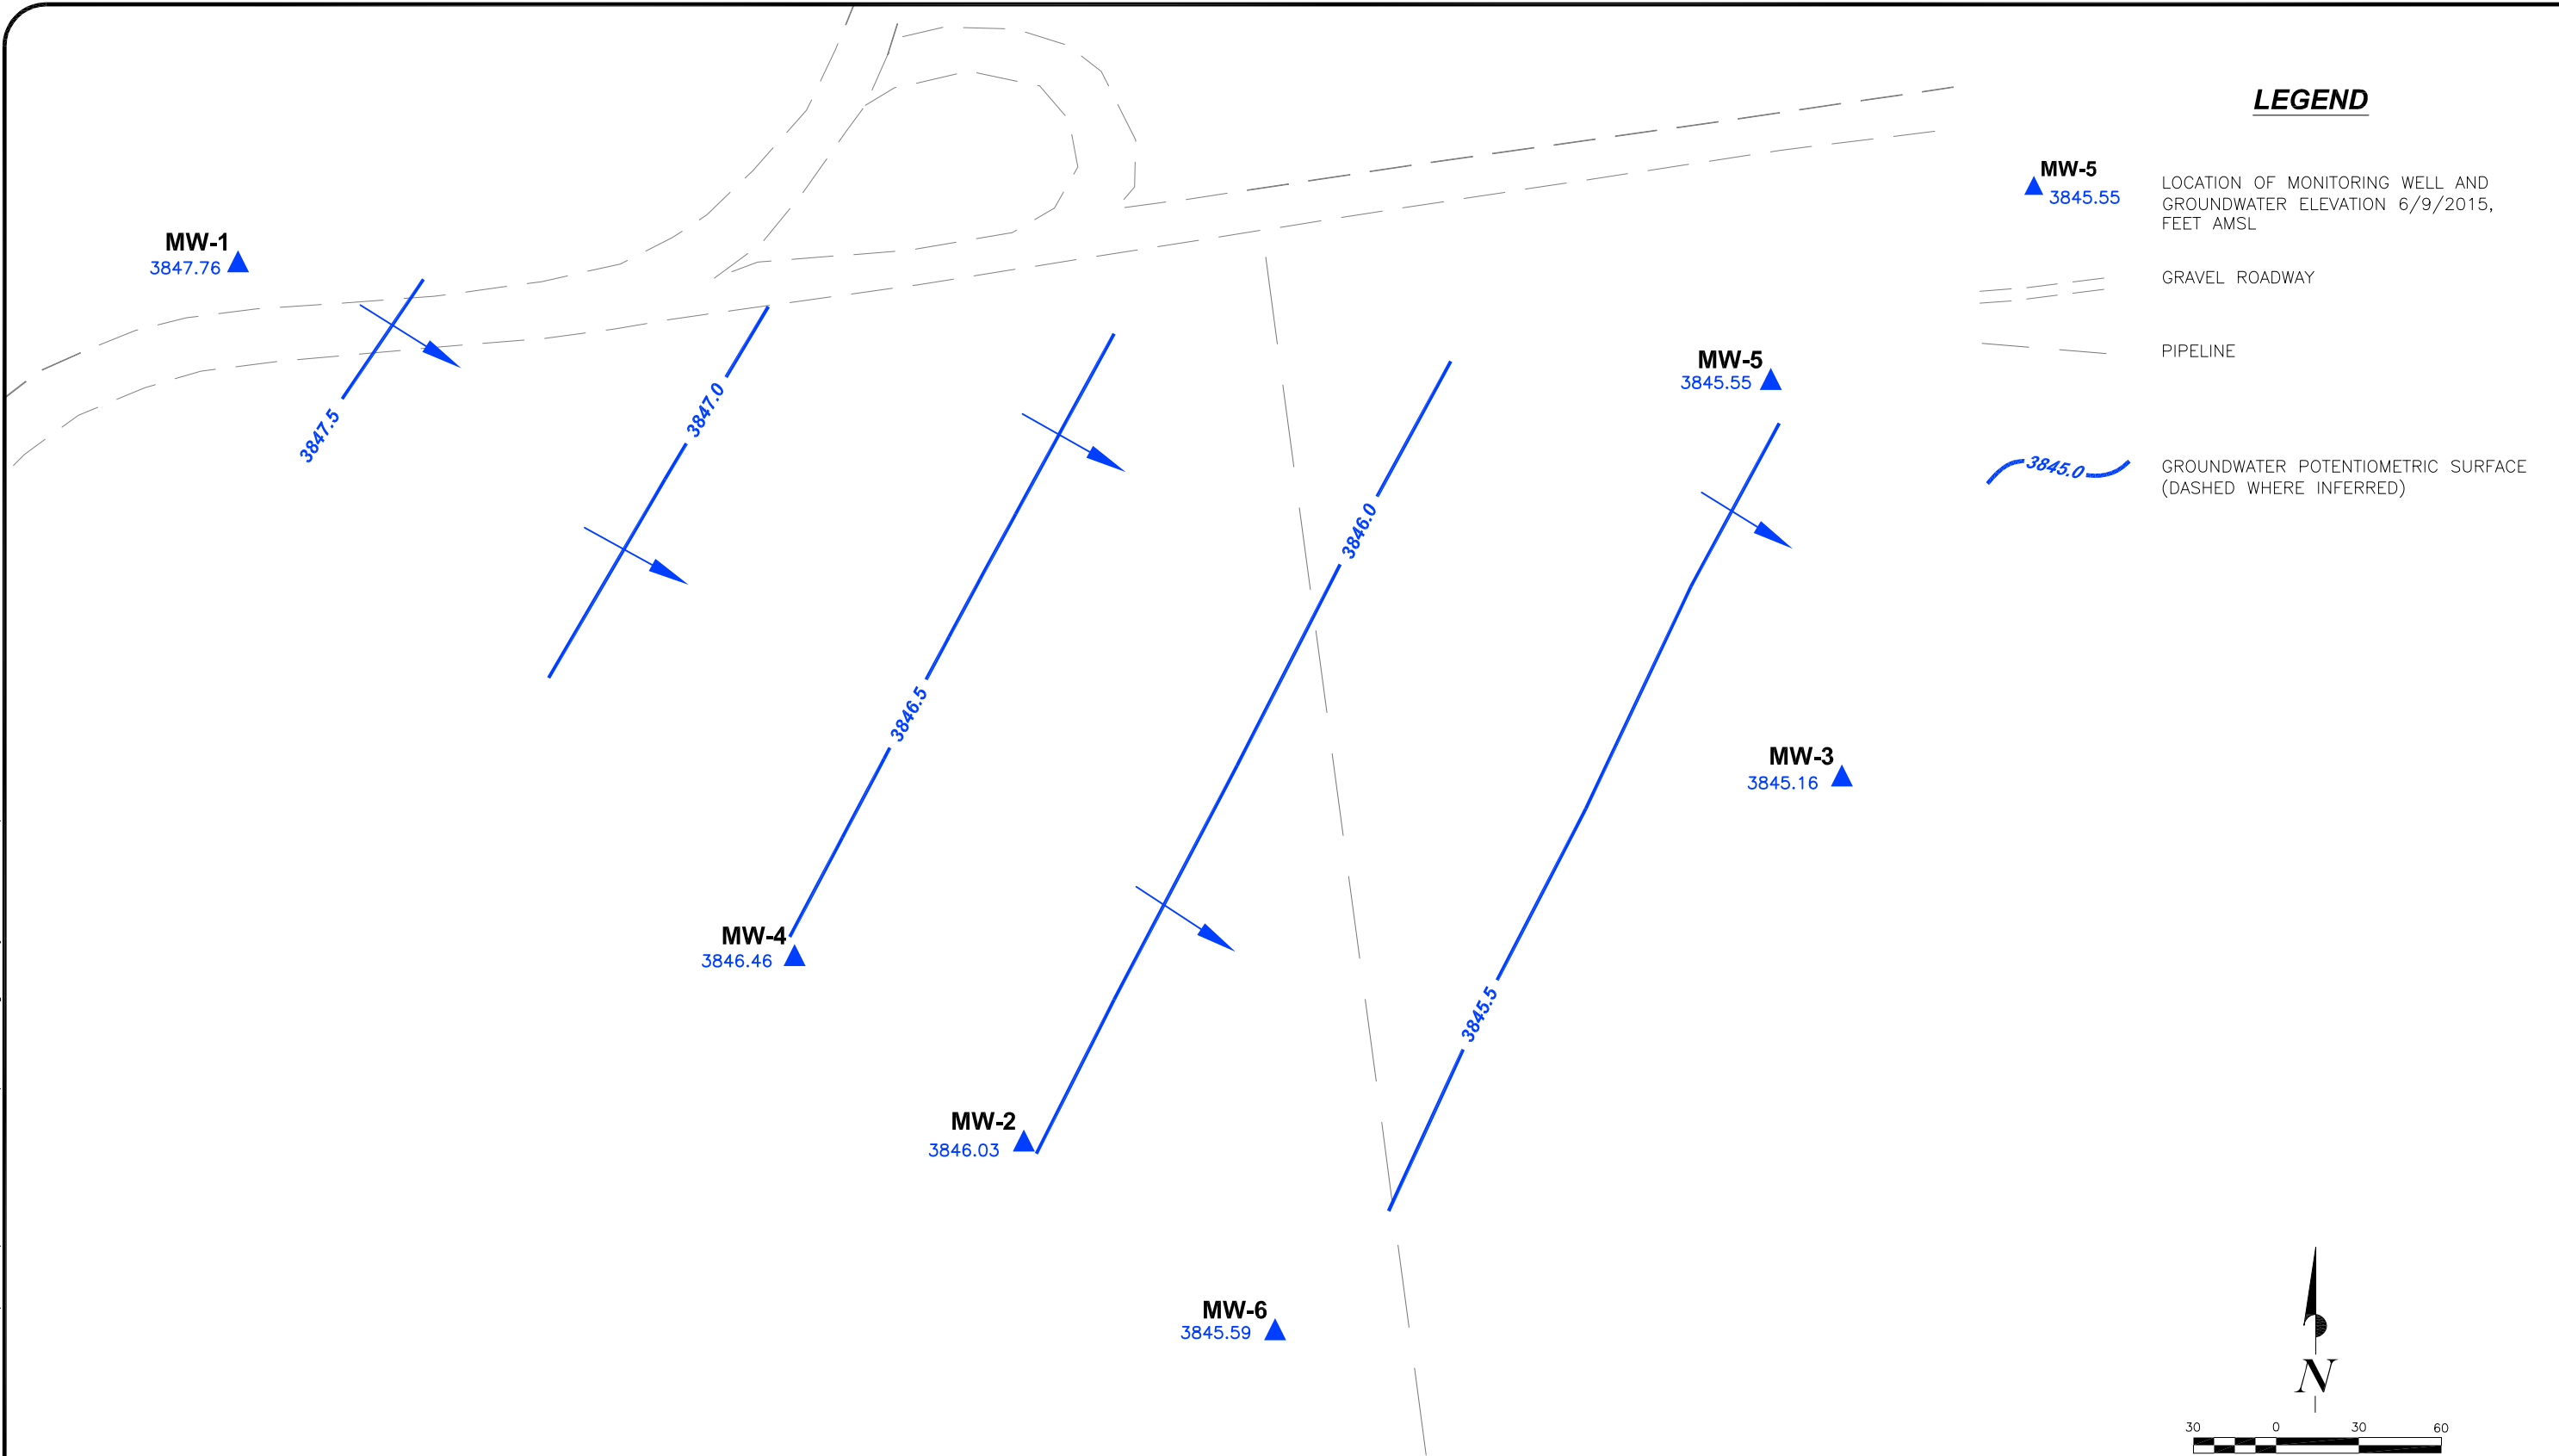 LEGEND
MW-5
3845.55
LOCATION OF MONITORING WELL AND
GROUNDWATER ELEVATION 6/9/2015,
FEET AMSL
GRAVEL ROADWAY
PIPELINE
3845.0
GROUNDWATER POTENTIOMETRIC SURFACE
(DASHED WHERE INFERRED)
MW-1
3847.76
3847.5
3847.0
3846.5
3846.0
3845.5
MW-5
3845.55
MW-3
3845.16
MW-4
3846.46
MW-2
3846.03
MW-6
3845.59
N
30 0 30 60